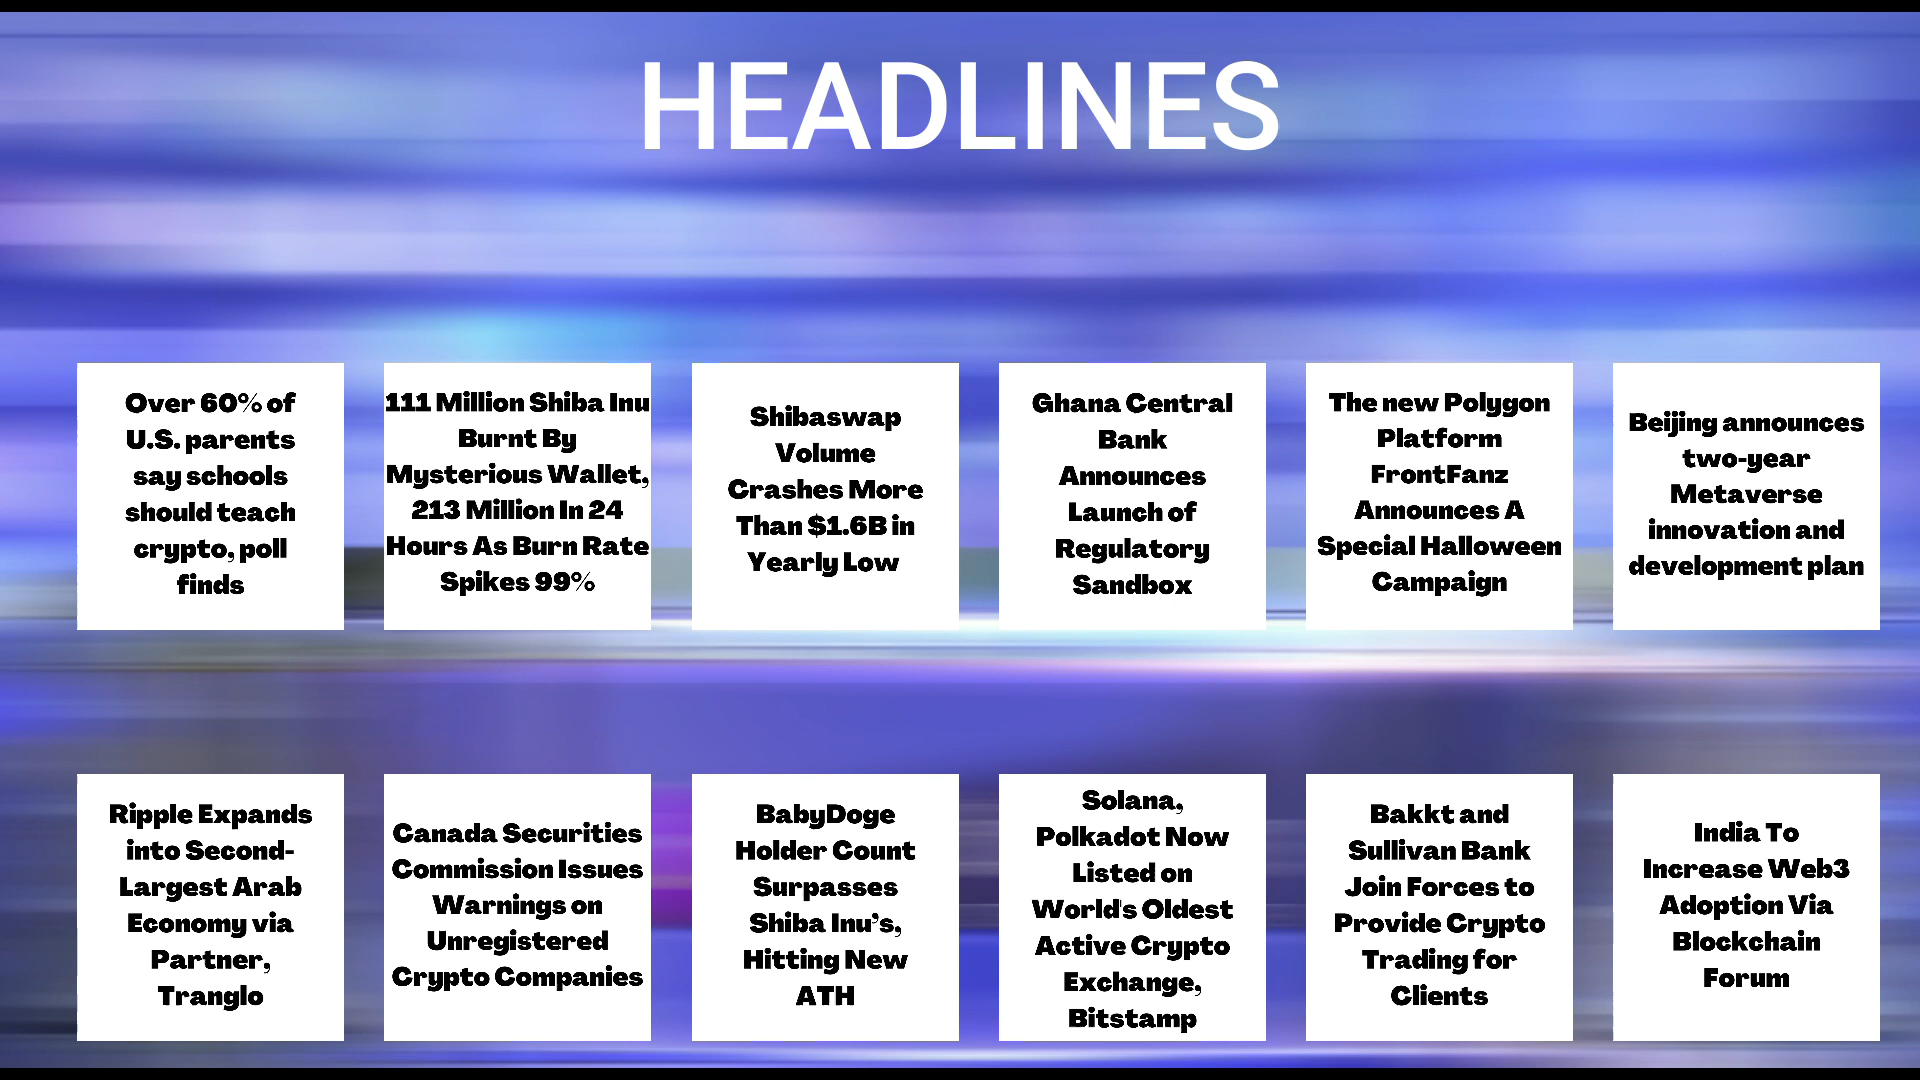 HEADLINES
Over 60% of
U.S. parents
say schools
should teach
crypto, poll
finds
111 Million Shiba Inu
Burnt By
Mysterious Wallet,
213 Million In 24
Hours As Burn Rate
Spikes 99%
Shibaswap
Volume
Crashes More
Than $1.6B in
Yearly Low
Ghana Central
Bank
Announces
Launch of
Regulatory
Sandbox
The new Polygon
Platform
FrontFanz
Announces A
Special Halloween
Campaign
Beijing announces
two-year
Metaverse
innovation and
development plan
Ripple Expands
into Second-
Largest Arab
Economy via
Partner,
Tranglo
Canada Securities
Commission Issues
Warnings on
Unregistered
Crypto Companies
BabyDoge
Holder Count
Surpasses
Shiba Inu’s,
Hitting New
ATH
Solana,
Polkadot Now
Listed on
World's Oldest
Active Crypto
Exchange,
Bitstamp
Bakkt and
Sullivan Bank
Join Forces to
Provide Crypto
Trading for
Clients
India To
Increase Web3
Adoption Via
Blockchain
Forum